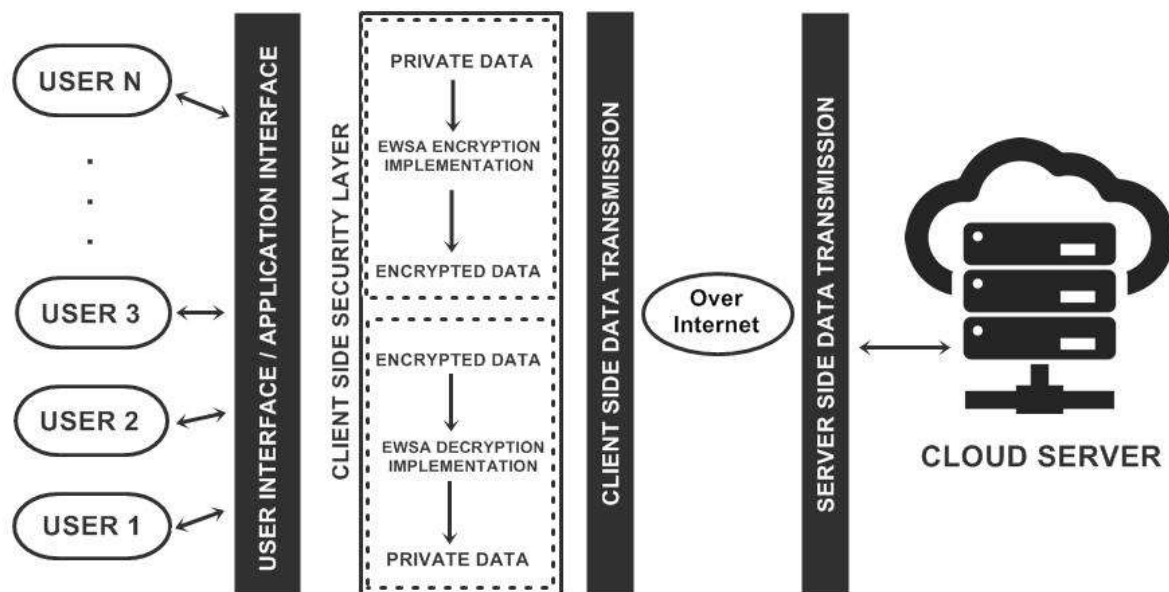 USER N
USER 3
USER 2
USER 1
USER INTERFACE / APPLICATION INTERFACE
CLIENT SIDE SECURITY LAYER
PRIVATE DATA
EWSA ENCRYPTION
IMPLEMENTATION
ENCRYPTED DATA
ENCRYPTED DATA
EWSA DECRYPTION
IMPLEMENTATION
PRIVATE DATA
CLIENT SIDE DATA TRANSMISSION
Over
Internet
SERVER SIDE DATA TRANSMISSION
CLOUD SERVER